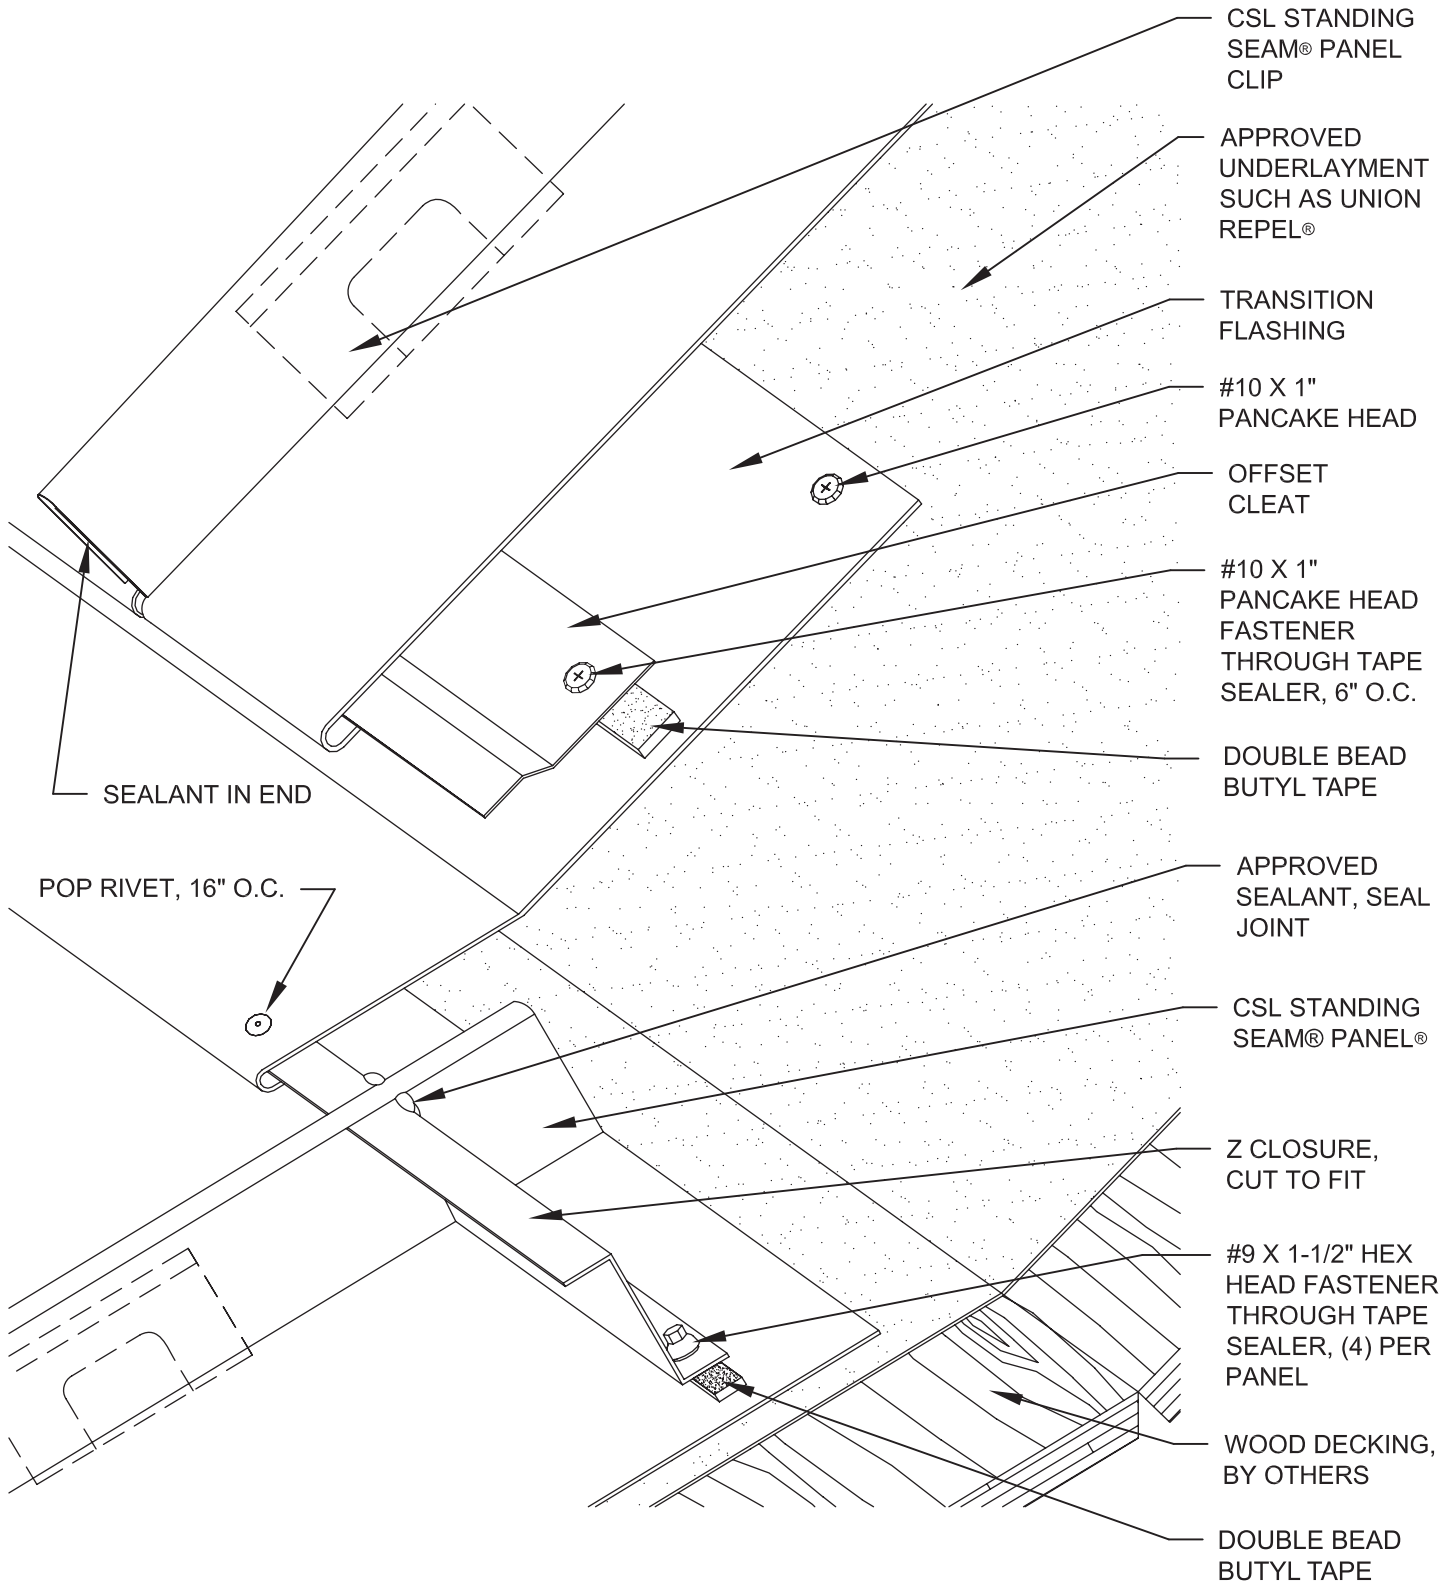 CSL STANDING
SEAM® PANEL
CLIP
APPROVED
UNDERLAYMENT
SUCH AS UNION
REPEL®
TRANSITION
FLASHING
#10 X 1"
PANCAKE HEAD
OFFSET
CLEAT
#10 X 1"
PANCAKE HEAD
FASTENER
THROUGH TAPE
SEALER, 6" O.C.
DOUBLE BEAD
BUTYL TAPE
SEALANT IN END
POP RIVET, 16" O.C.
APPROVED
SEALANT, SEAL
JOINT
CSL STANDING
SEAM® PANEL®
Z CLOSURE,
CUT TO FIT
#9 X 1-1/2" HEX
HEAD FASTENER
THROUGH TAPE
SEALER, (4) PER
PANEL
WOOD DECKING,
BY OTHERS
DOUBLE BEAD
BUTYL TAPE